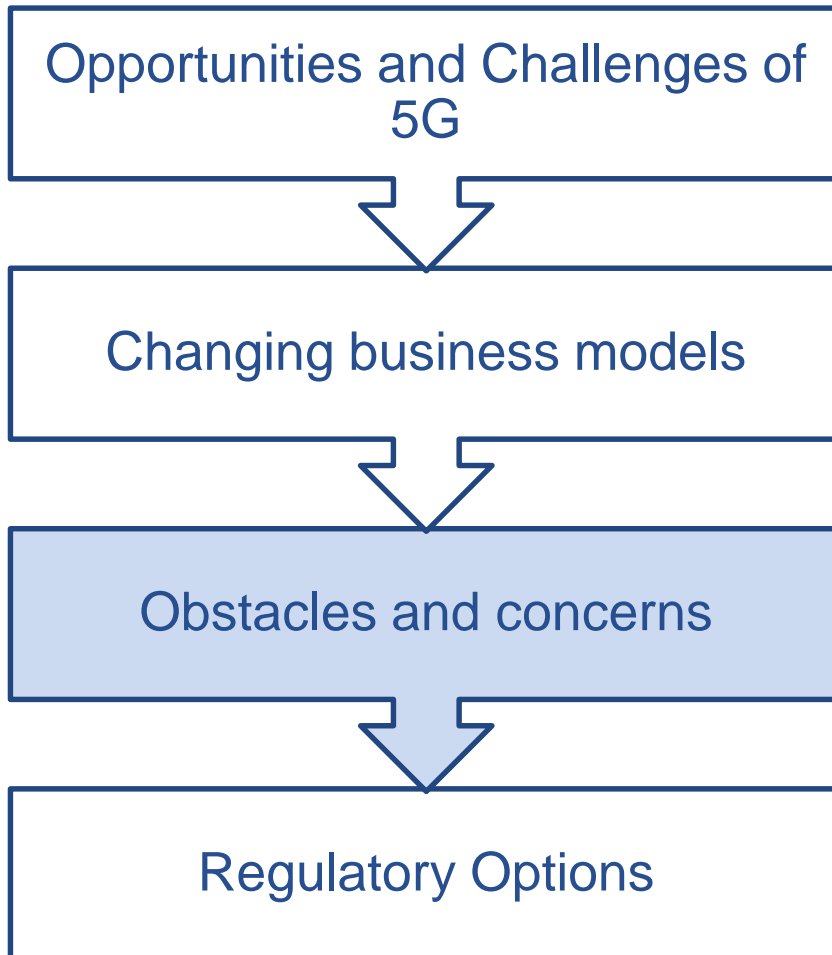 Opportunities and Challenges of
5G
Changing business models
Obstacles and concerns
Regulatory Options